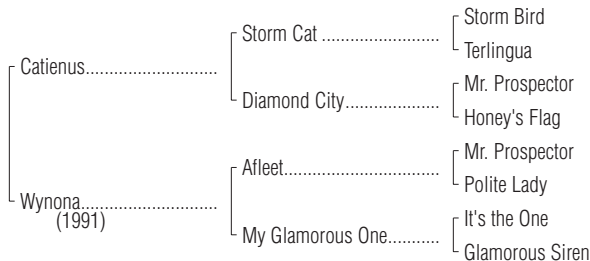 Storm Bird
Storm Cat ........................
Terlingua
Catienus...........................
Mr. Prospector
Diamond City...................
Honey's Flag
Mr. Prospector
Afleet................................
Polite Lady
Wynona............................
(1991)
It's the One
My Glamorous One..........
Glamorous Siren